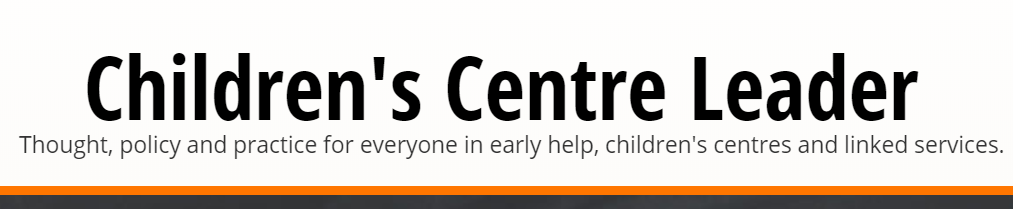 Children's Centre Leader
Thought, policy and practice for everyone in early help, children's centres and linked services.